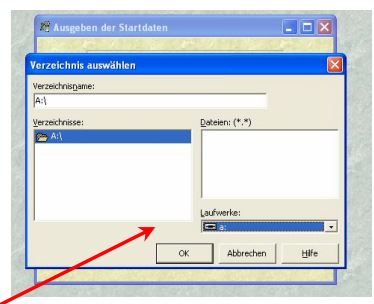 Ausgeben der Startdaten
Verzeichnis auswählen
Verzeichnisname:
A:\
Verzeichnisse:
Dateien: (*.*)
A:\
Laufwerke:
a:
OK
Abbrechen
Hilfe